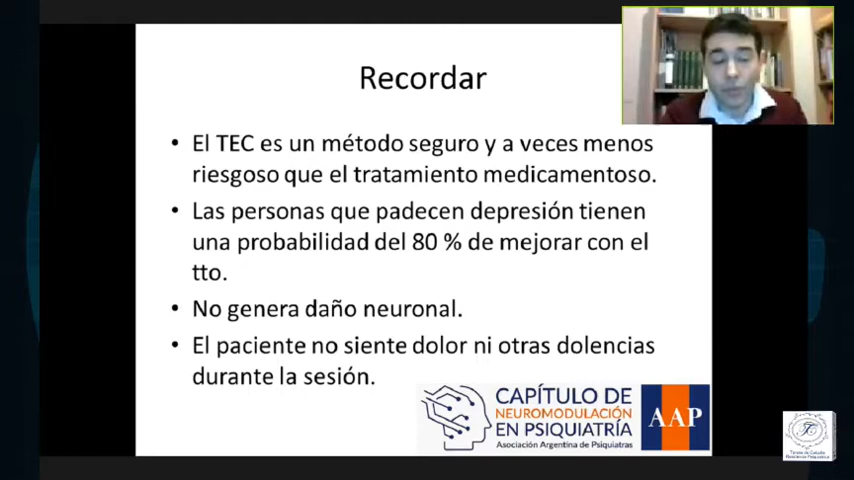 Recordar
• El TEC es un método seguro y a veces menos
riesgoso que el tratamiento medicamentoso.
• Las personas que padecen depresión tienen
una probabilidad del 80 % de mejorar con el
tto.
• No genera daño neuronal.
• El paciente no siente dolor ni otras dolencias
durante la sesión.
CAPÍTULO DE
NEUROMODULACIÓN
EN PSIQUIATRÍA
Asociación Argentina de Psiquiatras
AAP